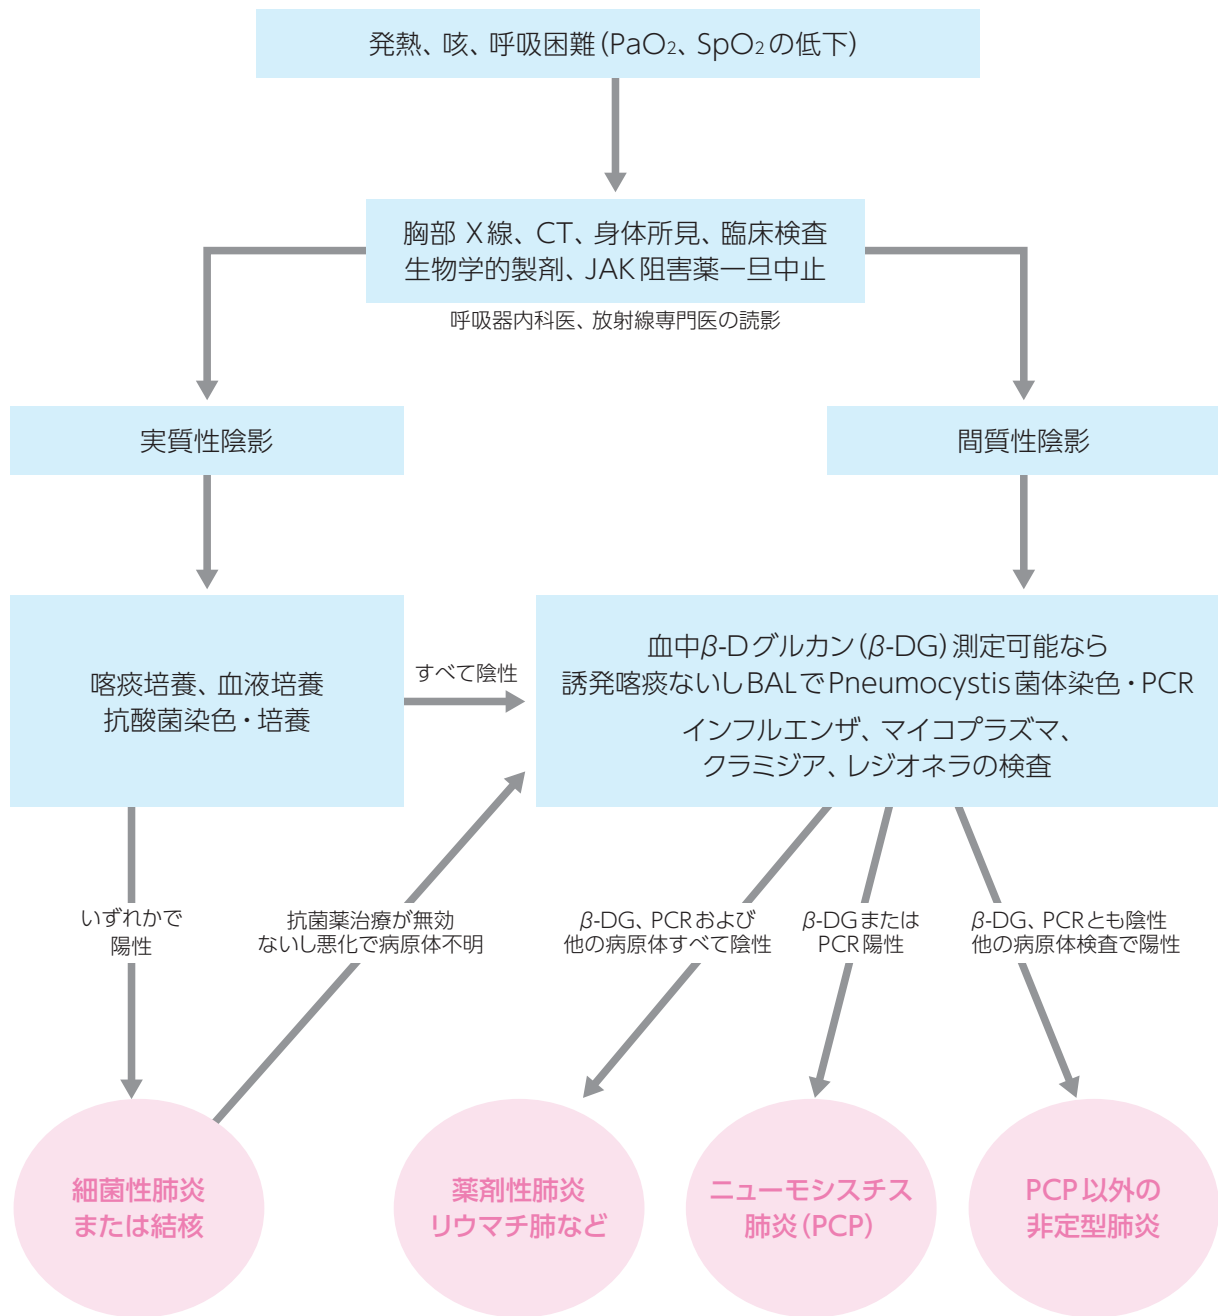 発熱、咳、呼吸困難(PaO₂、SpO₂の低下)
胸部 X線、CT、身体所見、臨床検査
生物学的製剤、JAK阻害薬一旦中止
呼吸器内科医、放射線専門医の読影
実質性陰影
間質性陰影
喀痰培養、血液培養
抗酸菌染色・培養
すべて陰性
血中β-Dグルカン(β-DG)測定可能なら
誘発喀痰ないしBALでPneumocystis菌体染色・PCR
インフルエンザ、マイコプラズマ、
クラミジア、レジオネラの検査
いずれかで
陽性
抗菌薬治療が無効
ないし悪化で病原体不明
β-DG、PCRおよび
他の病原体すべて陰性
β-DGまたは
PCR陽性
β-DG、PCRとも陰性
他の病原体検査で陽性
細菌性肺炎
または結核
薬剤性肺炎
リウマチ肺など
ニューモシスチス
肺炎(PCP)
PCP以外の
非定型肺炎